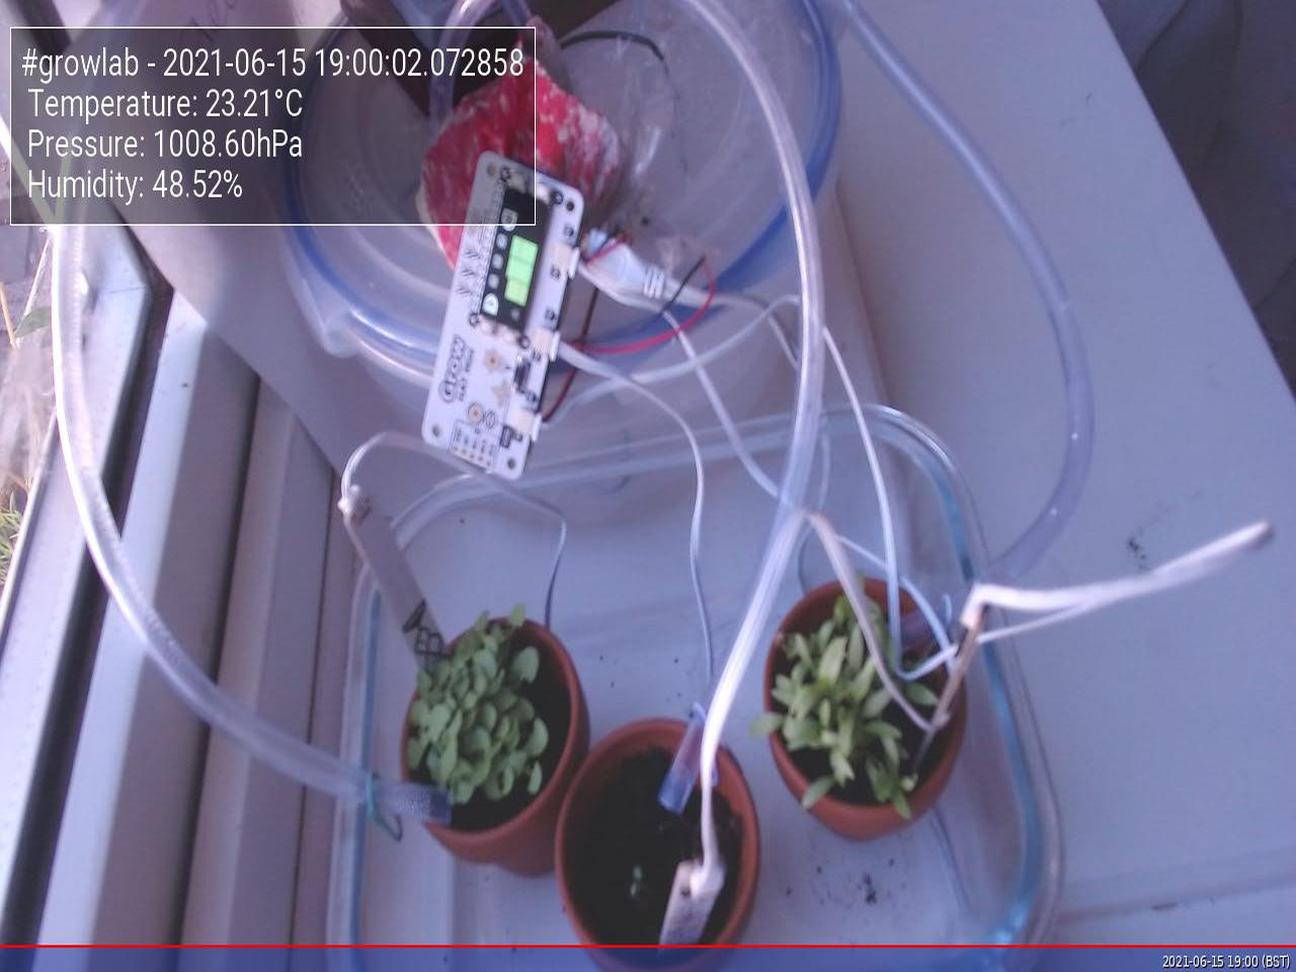 #growlab - 2021-06-15 19:00:02.072858
Temperature: 23.21°C
Pressure: 1008.60hPa
Humidity: 48.52%
GROW
2021-06-15 19:00 (BST)